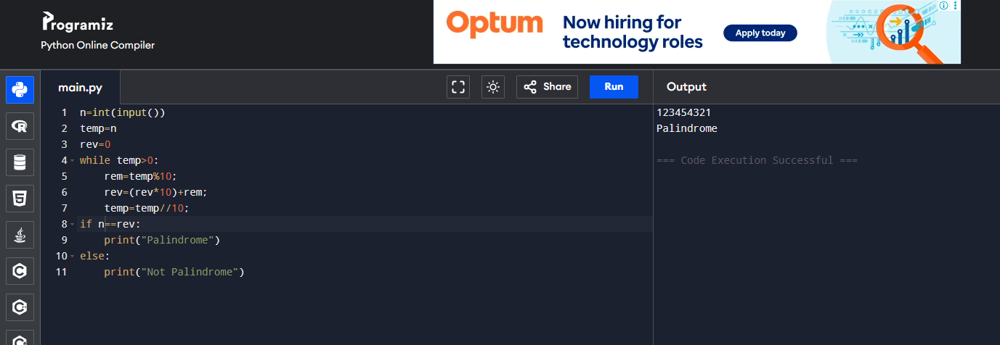 Programiz
Python Online Compiler
Optum
Now hiring for
technology roles
Apply today
main.py
Share
Run
Output
1 n=int(input())
2 temp=n
3 rev=0
4 while temp>0:
5     rem=temp%10;
6     rev=(rev*10)+rem;
7     temp=temp//10;
8 if n==rev:
9     print("Palindrome")
10 else:
11     print("Not Palindrome")
123454321
Palindrome
=== Code Execution Successful ===